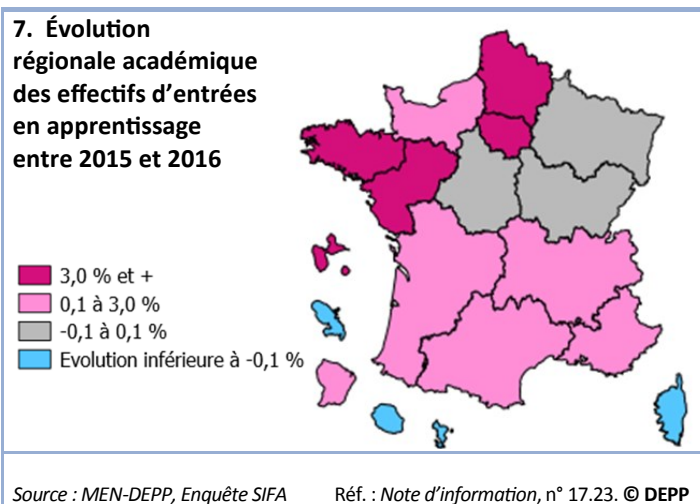 7. Évolution
régionale académique
des effectifs d’entrées
en apprentissage
entre 2015 et 2016
3,0 % et +
0,1 à 3,0 %
-0,1 à 0,1 %
Evolution inférieure à -0,1 %
Source : MEN-DEPP, Enquête SIFA Réf. : Note d’information, n° 17.23. © DEPP